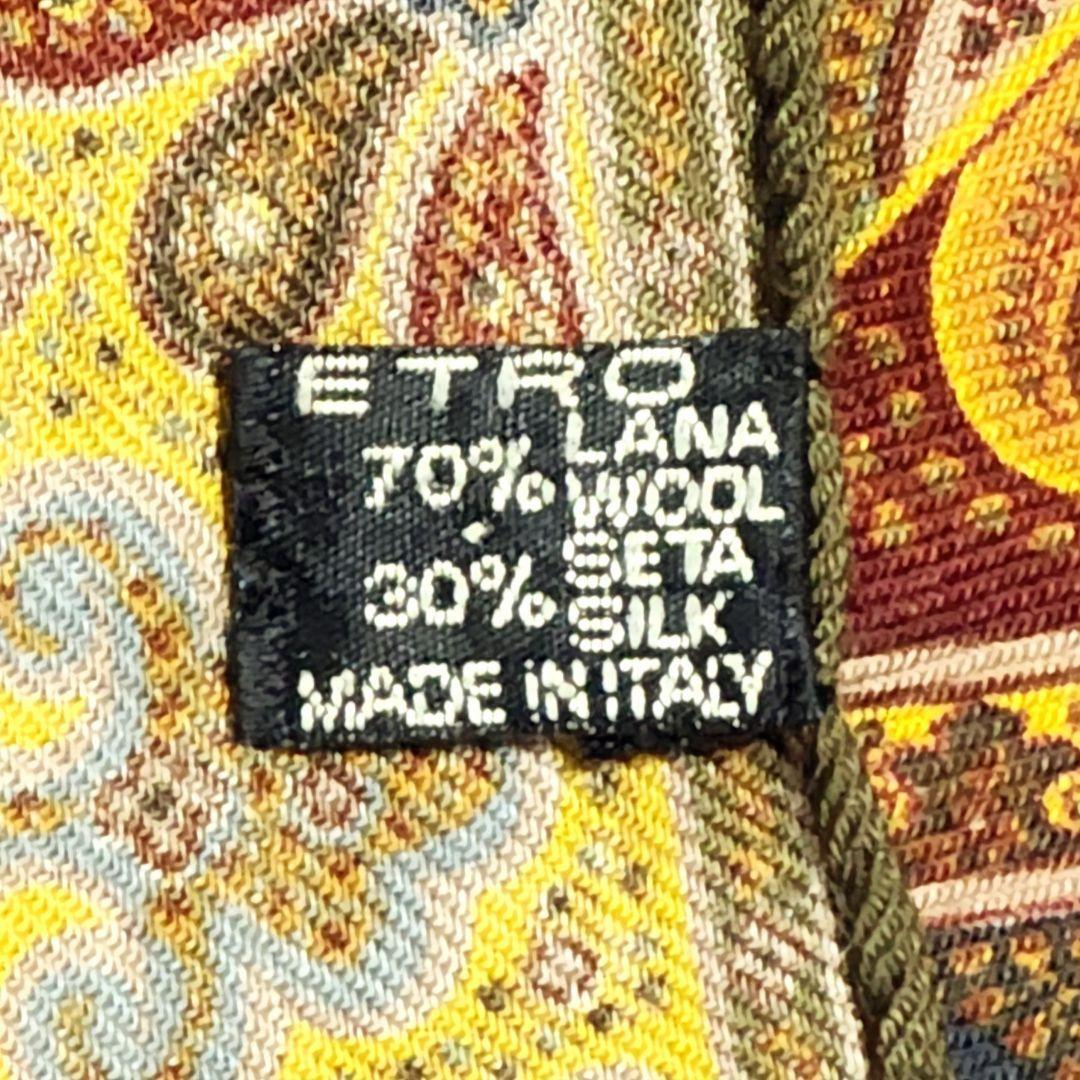 ETRO
70% LANA
WOOL
30% SETA
SILK
MADE IN ITALY